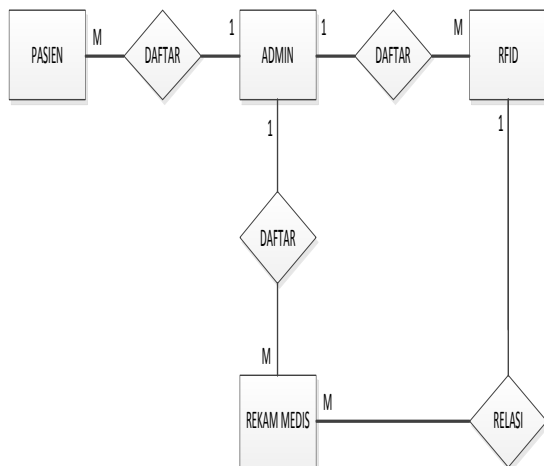 M 1 1 M
PASIEN DAFTAR ADMIN DAFTAR RFID
1 1
DAFTAR
M
M
REKAM MEDIS RELASI